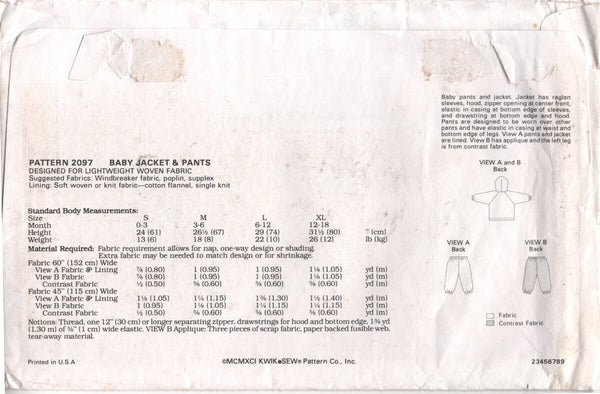 Baby pants and jacket. Jacket has raglan
sleeves, hood, zipper opening at center front,
elastic in casing at bottom edge of sleeves,
and drawstring at bottom edge and hood.
Pants are designed to be worn over other
pants and have elastic in casing at waist and
bottom edge of legs. View A pants and jacket
are lined. View B has applique and the left leg
is from contrast fabric.
PATTERN 2097 BABY JACKET & PANTS
DESIGNED FOR LIGHTWEIGHT WOVEN FABRIC
Suggested Fabrics: Windbreaker fabric, poplin, supplex
Lining: Soft woven or knit fabric—cotton flannel, single knit
Standard Body Measurements:
Size S M L XL
Month 0-3 3-6 6-12 12-18
Height 24 (61) 26½ (67) 29 (74) 31½ (80) " (cm)
Weight 13 (6) 18 (8) 22 (10) 26 (12) lb (kg)
Material Required: Fabric requirement allows for nap, one-way design or shading.
Extra fabric may be needed to match design or for shrinkage.
Fabric 60" (152 cm) Wide
View A Fabric & Lining ⅞ (0.80) 1 (0.95) 1 (0.95) 1⅛ (1.05) yd (m)
View B Fabric ⅞ (0.80) 1 (0.95) 1 (0.95) 1⅛ (1.05) yd (m)
Contrast Fabric ½ (0.50) ⅝ (0.60) ⅝ (0.60) ⅝ (0.60) yd (m)
Fabric 45" (115 cm) Wide
View A Fabric & Lining 1⅛ (1.05) 1¼ (1.15) 1⅜ (1.30) 1½ (1.40) yd (m)
View B Fabric 1 (0.95) 1⅛ (1.05) 1¼ (1.15) 1¼ (1.15) yd (m)
Contrast Fabric ½ (0.50) ⅝ (0.60) ⅝ (0.60) ⅝ (0.60) yd (m)
Notions: Thread, one 12" (30 cm) or longer separating zipper, drawstrings for hood and bottom edging, 1⅜ yd
(1.30 m) of ⅜" (1 cm) wide elastic. VIEW B Applique: Three pieces of scrap fabric, paper backed fusible web,
tear-away material.
VIEW A and B
Back
VIEW A
Back
VIEW B
Back
Fabric
Contrast Fabric
Printed in U.S.A
©MCMXCI KWIK•SEW® Pattern Co., Inc.
23456789